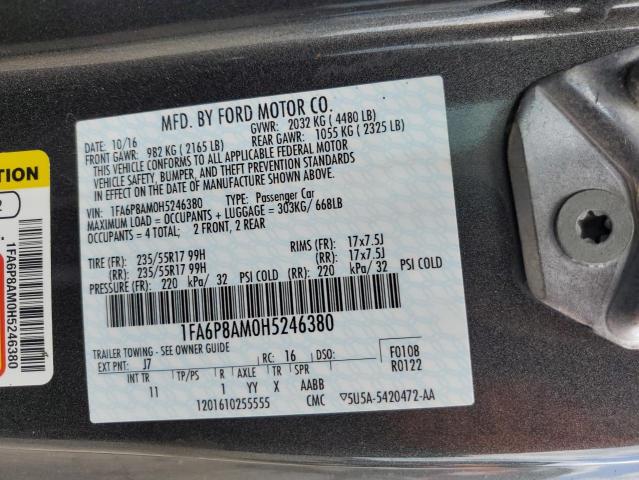 MFD. BY FORD MOTOR CO.
DATE: 10/16 GVWR: 2032 KG ( 4480 LB)
FRONT GAWR: 982 KG ( 2165 LB) REAR GAWR: 1055 KG ( 2325 LB)
THIS VEHICLE CONFORMS TO ALL APPLICABLE FEDERAL MOTOR
VEHICLE SAFETY, BUMPER, AND THEFT PREVENTION STANDARDS
IN EFFECT ON THE DATE OF MANUFACTURE SHOWN ABOVE.
VIN: 1FA6P8AM0H5246380 TYPE: Passenger Car
MAXIMUM LOAD = OCCUPANTS + LUGGAGE = 303KG/ 668LB
OCCUPANTS = 4 TOTAL; 2 FRONT, 2 REAR
TIRE (FR): 235/55R17 99H RIMS (FR): 17x7.5J
(RR): 235/55R17 99H (RR): 17x7.5J
PRESSURE (FR): 220 kPa/ 32 PSI COLD (RR): 220 kPa/ 32 PSI COLD
1FA6P8AM0H5246380
TRAILER TOWING - SEE OWNER GUIDE
EXT PNT: J7 RC: 16 DSO: F0108
R0122
INT TR TP/PS R AXLE TR SPR
11 1 YY X AABB
1201610255555 CMC ▽5U5A-5420472-AA
TION
2
1FA6P8AM0H5246380